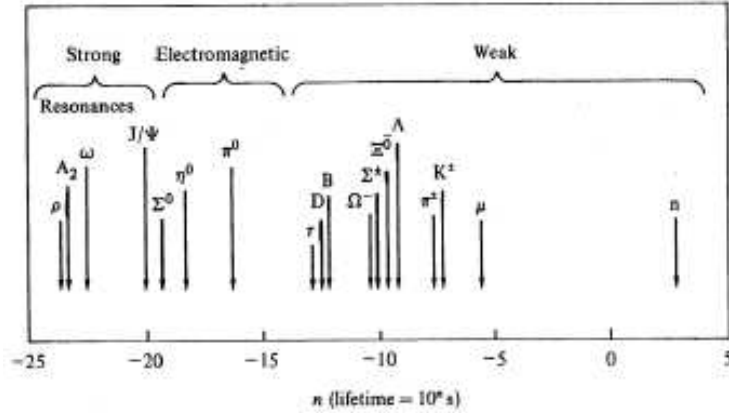 Strong Electromagnetic Weak
Resonances
ρ A₂ ω J/Ψ Σ⁰ η⁰ π⁰ τ D B Ω⁻ Σ± Ξ⁰ Λ π± K± μ n
−25 −20 −15 −10 −5 0 5
n (lifetime = 10ⁿ s)